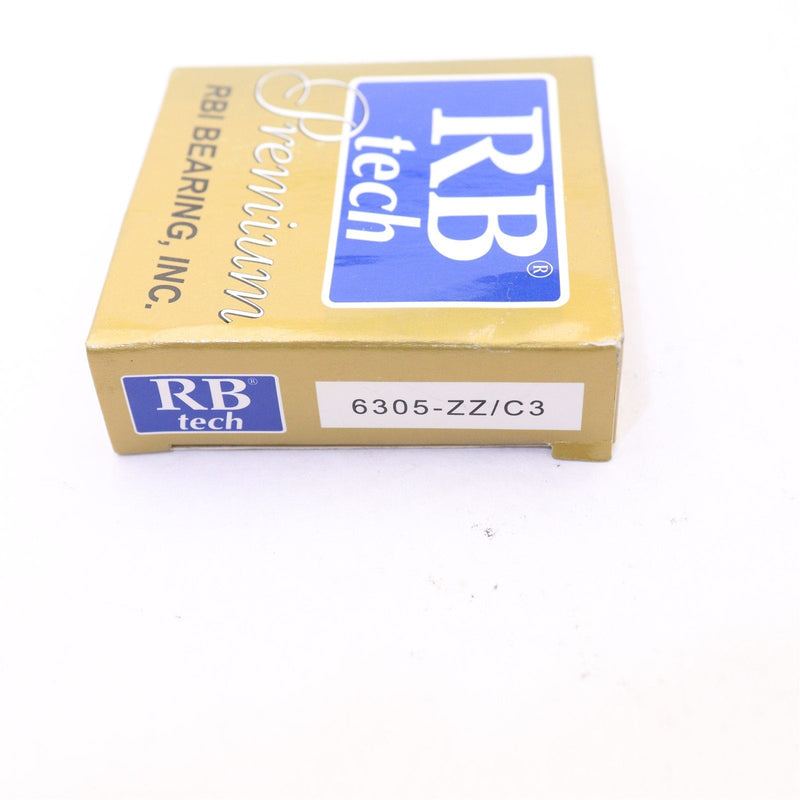 RB®
tech
Premium
RBI BEARING, INC.
RB®
tech
6305-ZZ/C3